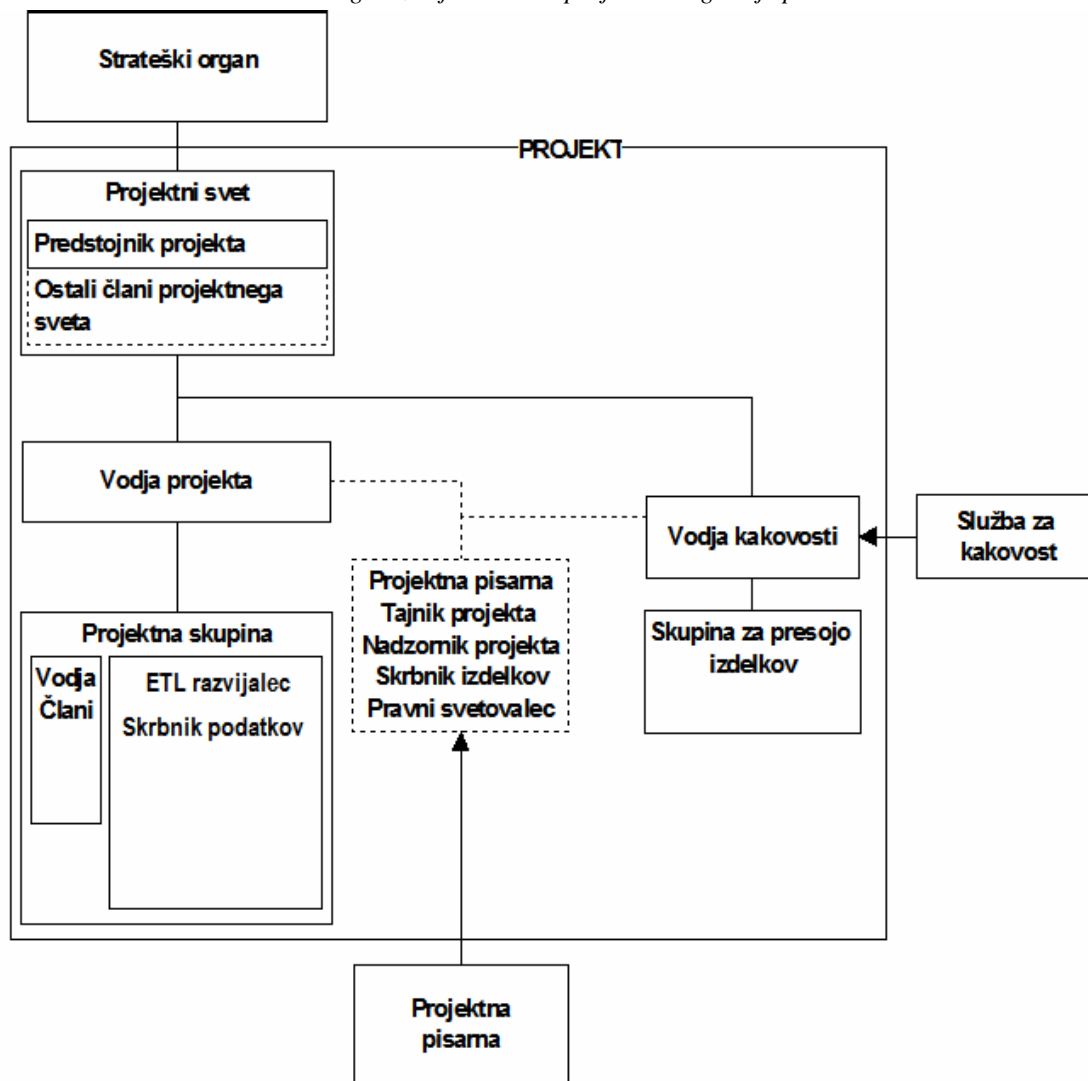 Strateški organ
PROJEKT
Projektni svet
Predstojnik projekta
Ostali člani projektnega
sveta
Vodja projekta
Vodja kakovosti
Služba za
kakovost
Projektna pisarna
Tajnik projekta
Nadzornik projekta
Skrbnik izdelkov
Pravni svetovalec
Skupina za presojo
izdelkov
Projektna skupina
Vodja
Člani
ETL razvijalec
Skrbnik podatkov
Projektna
pisarna